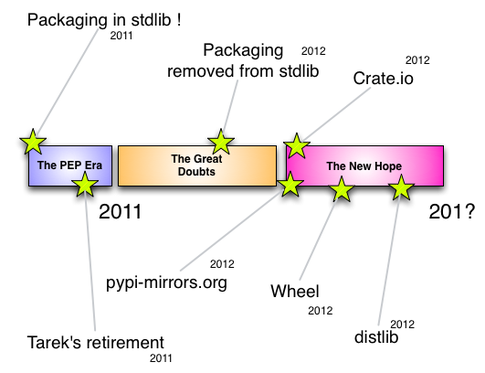 Packaging in stdlib !
2011
Packaging 2012
removed from stdlib
2012
Crate.io
The PEP Era
The Great
Doubts
The New Hope
2011
201?
2012
pypi-mirrors.org
Wheel
2012
2012
distlib
Tarek's retirement
2011